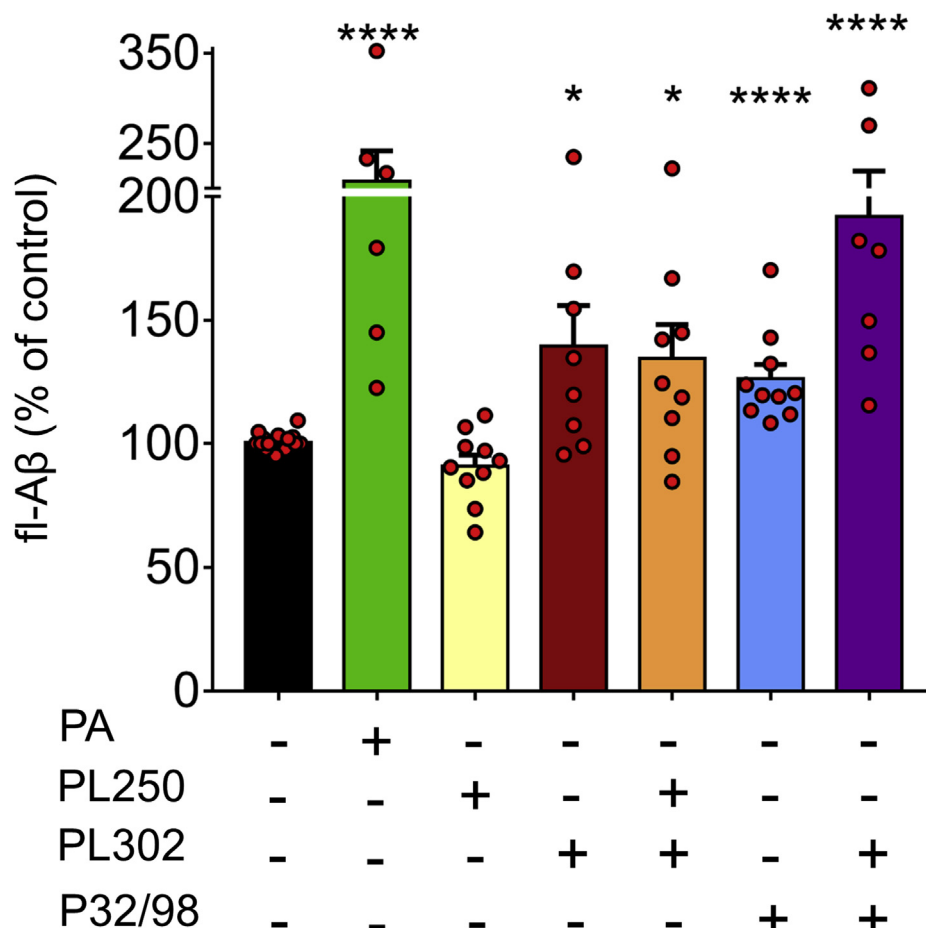 ****
****
* * ****
350
250
200
150
100
50
0
fl-Aβ (% of control)
PA - + - - - - -
PL250 - - + - + - -
PL302 - - - + + - +
P32/98 - - - - - + +